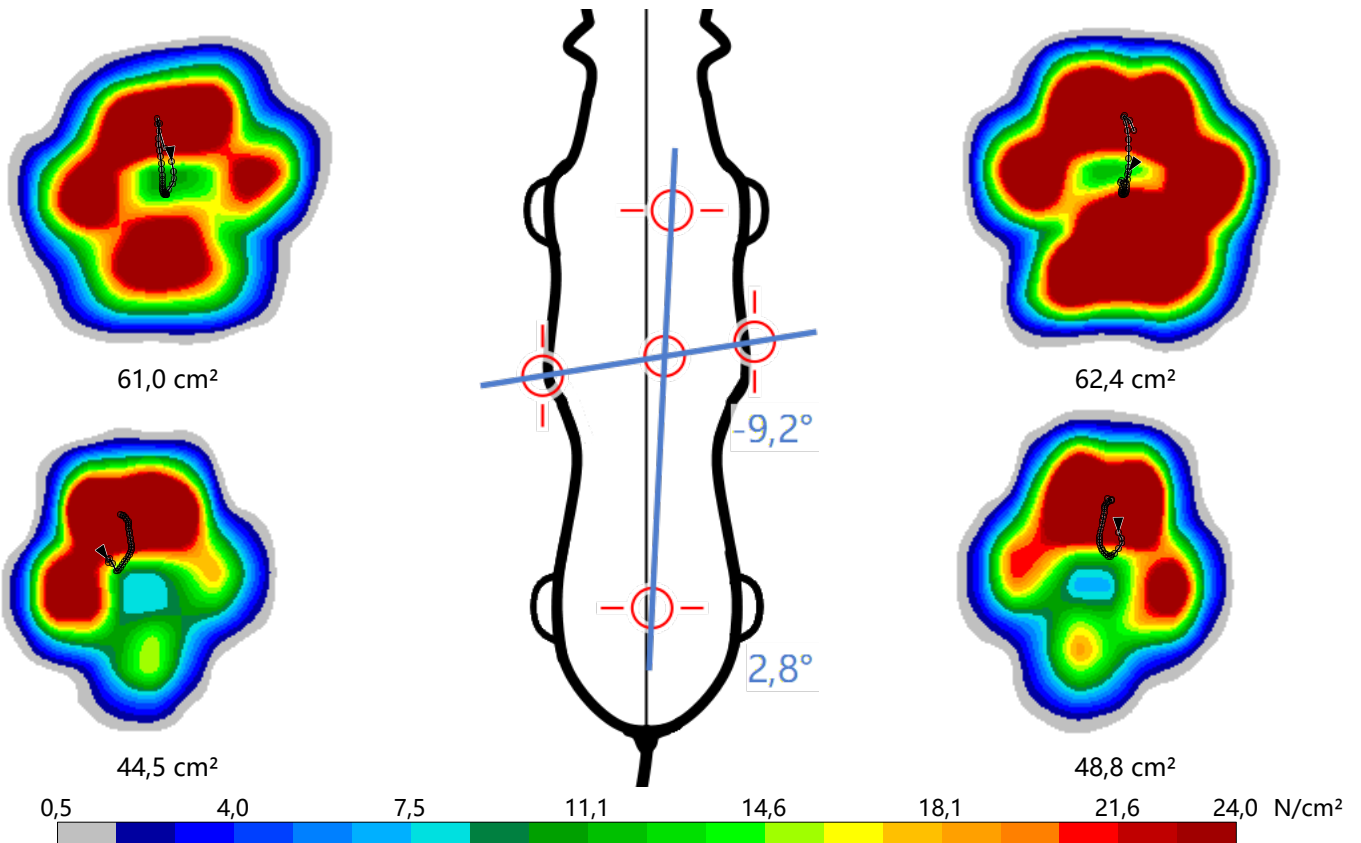 61,0 cm²
62,4 cm²
-9,2°
2,8°
44,5 cm²
48,8 cm²
0,5 4,0 7,5 11,1 14,6 18,1 21,6 24,0 N/cm²